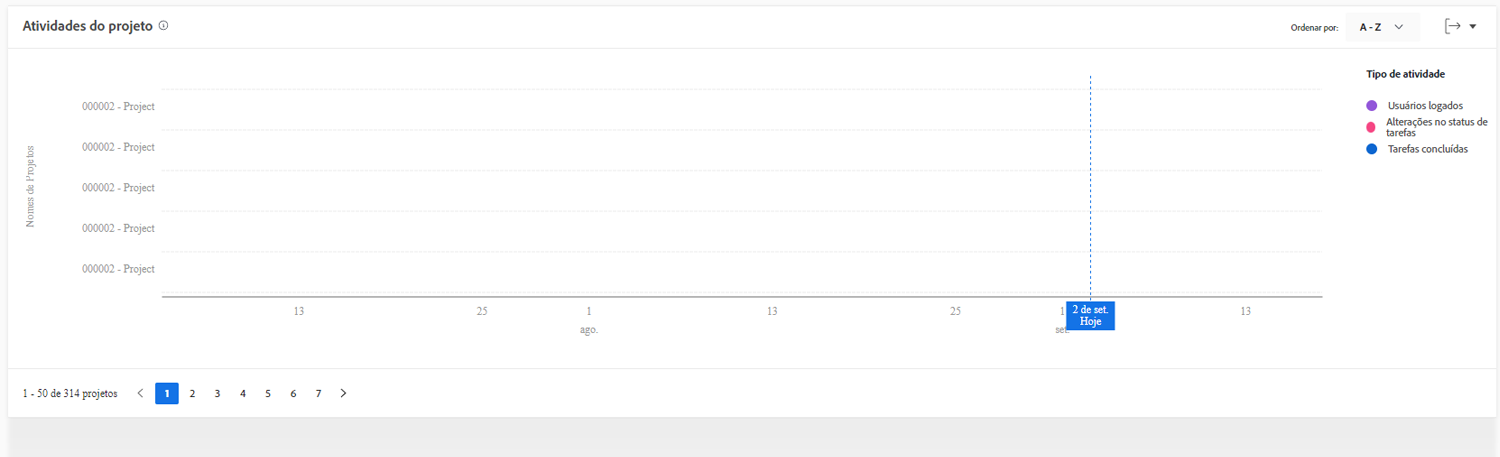 Atividades do projeto
Ordenar por:
A - Z
Tipo de atividade
Usuários logados
Alterações no status de
tarefas
Tarefas concluídas
Nomes de Projetos
000002 - Project
000002 - Project
000002 - Project
000002 - Project
000002 - Project
13
25
1
ago.
13
25
1
set.
2 de set.
Hoje
13
1 - 50 de 314 projetos
1 2 3 4 5 6 7